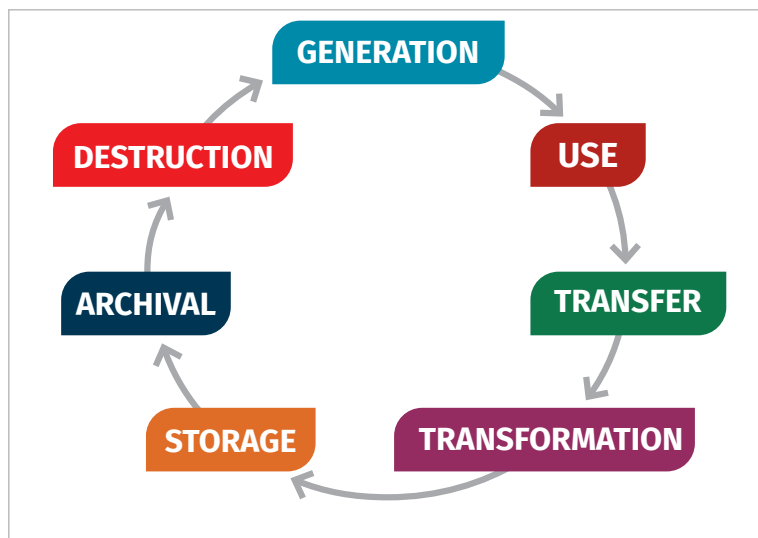 GENERATION
USE
TRANSFER
TRANSFORMATION
STORAGE
ARCHIVAL
DESTRUCTION